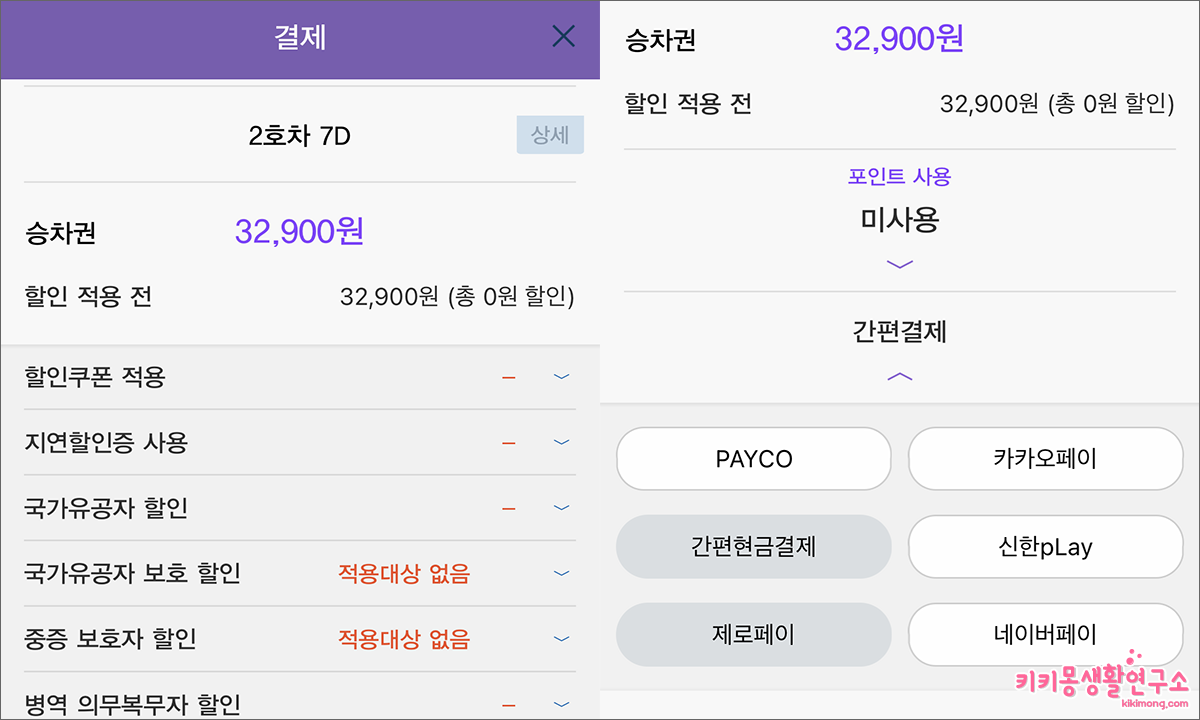 결제
2호차 7D
상세
승차권 32,900원
할인 적용 전 32,900원 (총 0원 할인)
할인쿠폰 적용 –
지연할인증 사용 –
국가유공자 할인 –
국가유공자 보호 할인 적용대상 없음
중증 보호자 할인 적용대상 없음
병역 의무복무자 할인 –
승차권 32,900원
할인 적용 전 32,900원 (총 0원 할인)
포인트 사용
미사용
간편결제
PAYCO 카카오페이
간편현금결제 신한pLay
제로페이 네이버페이
키키몽생활연구소
kikimong.com